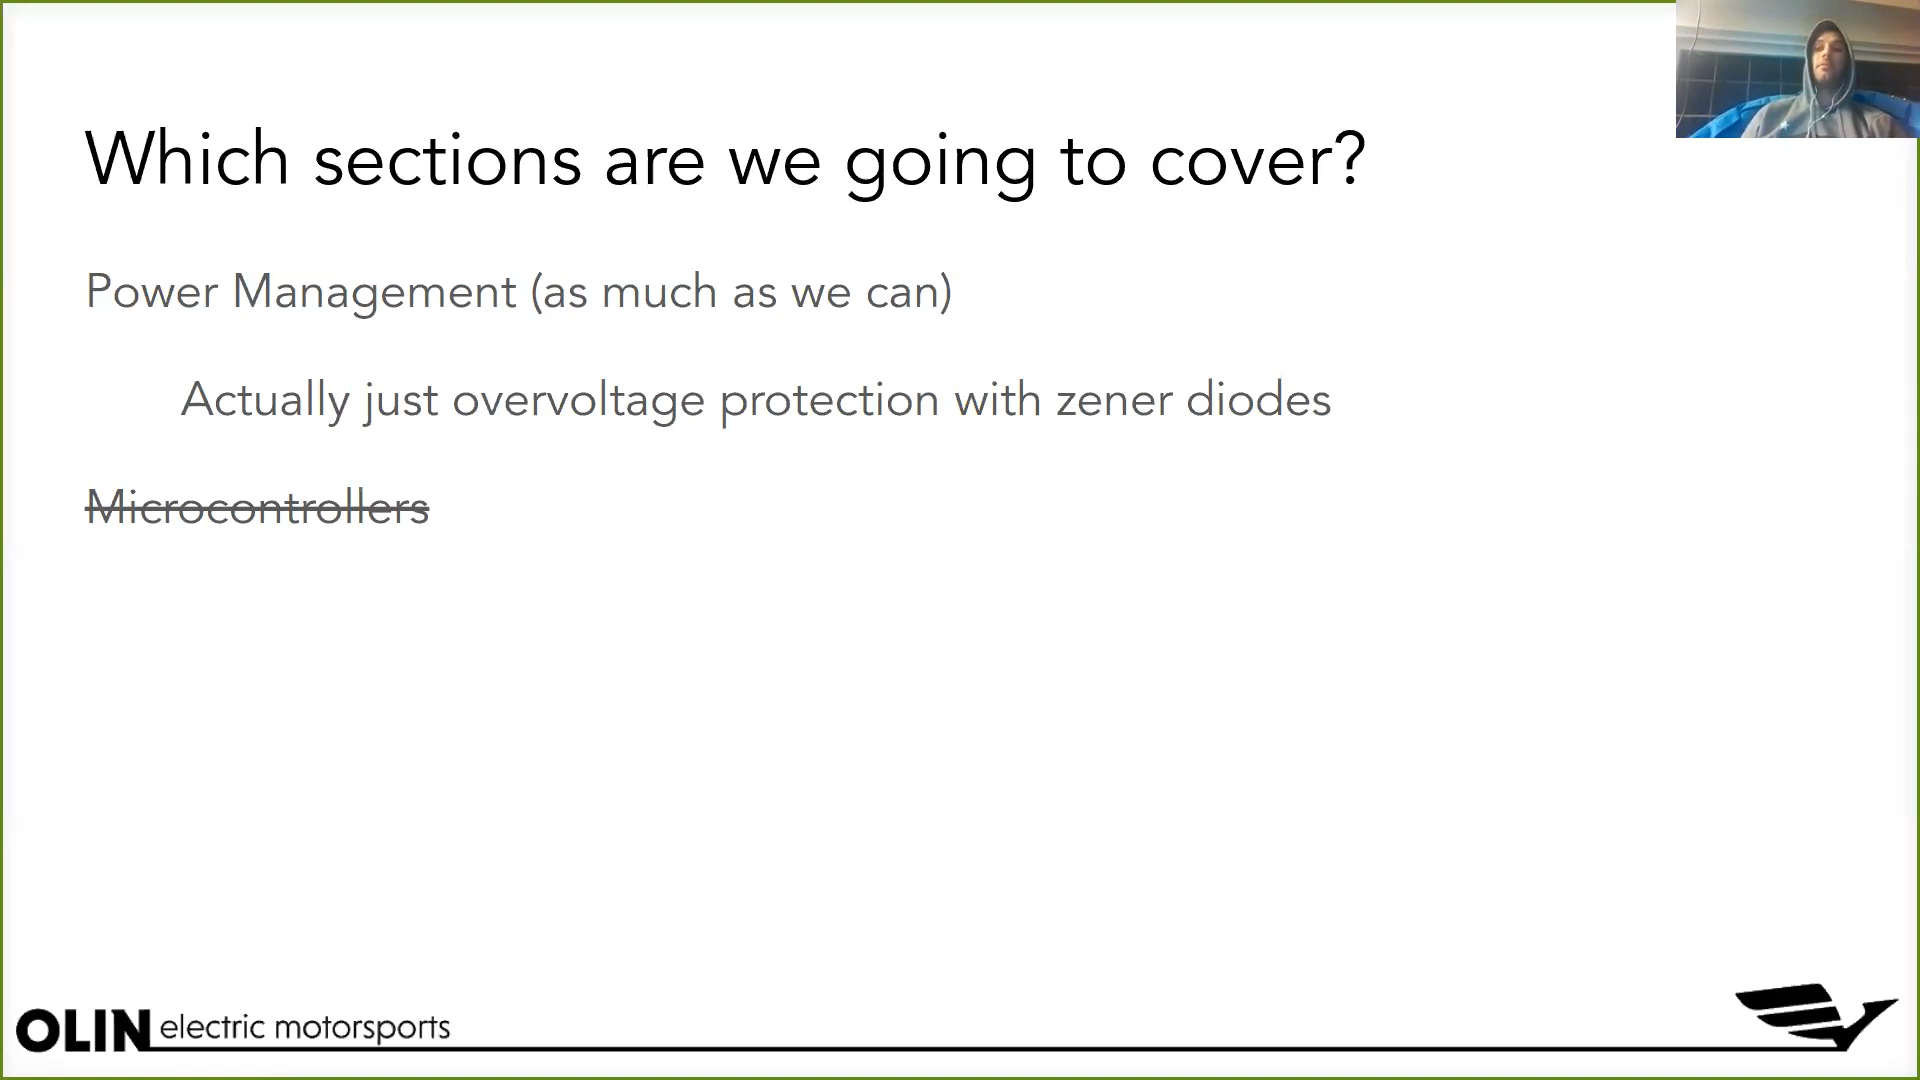 Which sections are we going to cover?
Power Management (as much as we can)
Actually just overvoltage protection with zener diodes
Microcontrollers
OLIN electric motorsports